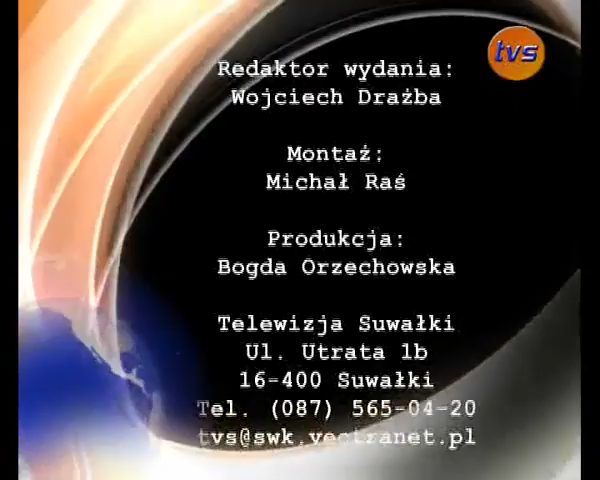 tvs
Redaktor wydania:
Wojciech Drażba
Montaż:
Michał Raś
Produkcja:
Bogda Orzechowska
Telewizja Suwałki
Ul. Utrata 1b
16-400 Suwałki
Tel. (087) 565-04-20
tvs@swk.vectranet.pl